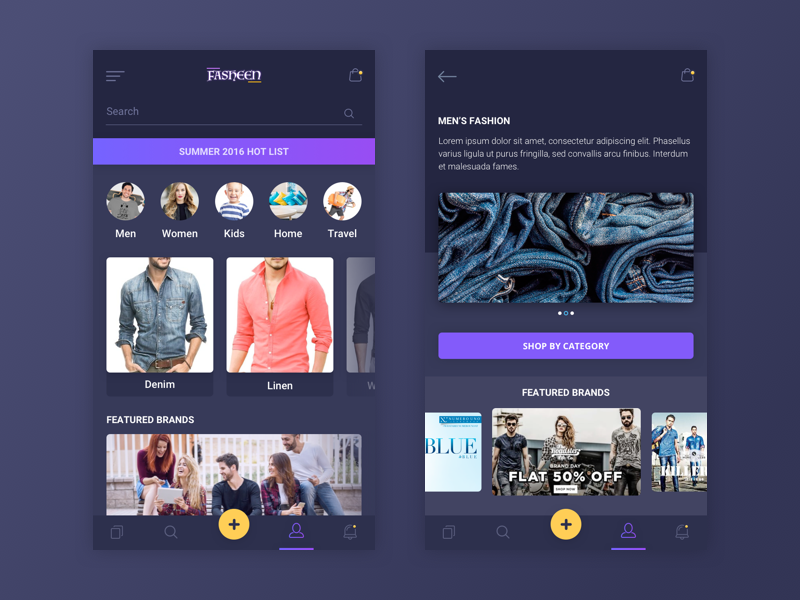 FASHEEN
Search
SUMMER 2016 HOT LIST
Men
Women
Kids
Home
Travel
Denim
Linen
W
FEATURED BRANDS
MEN'S FASHION
Lorem ipsum dolor sit amet, consectetur adipiscing elit. Phasellus
varius ligula ut purus fringilla, sed convallis arcu finibus. Interdum
et malesuada fames.
SHOP BY CATEGORY
FEATURED BRANDS
BLUE
Roadster
BRAND DAY
FLAT 50% OFF
SHOP NOW
KILLER